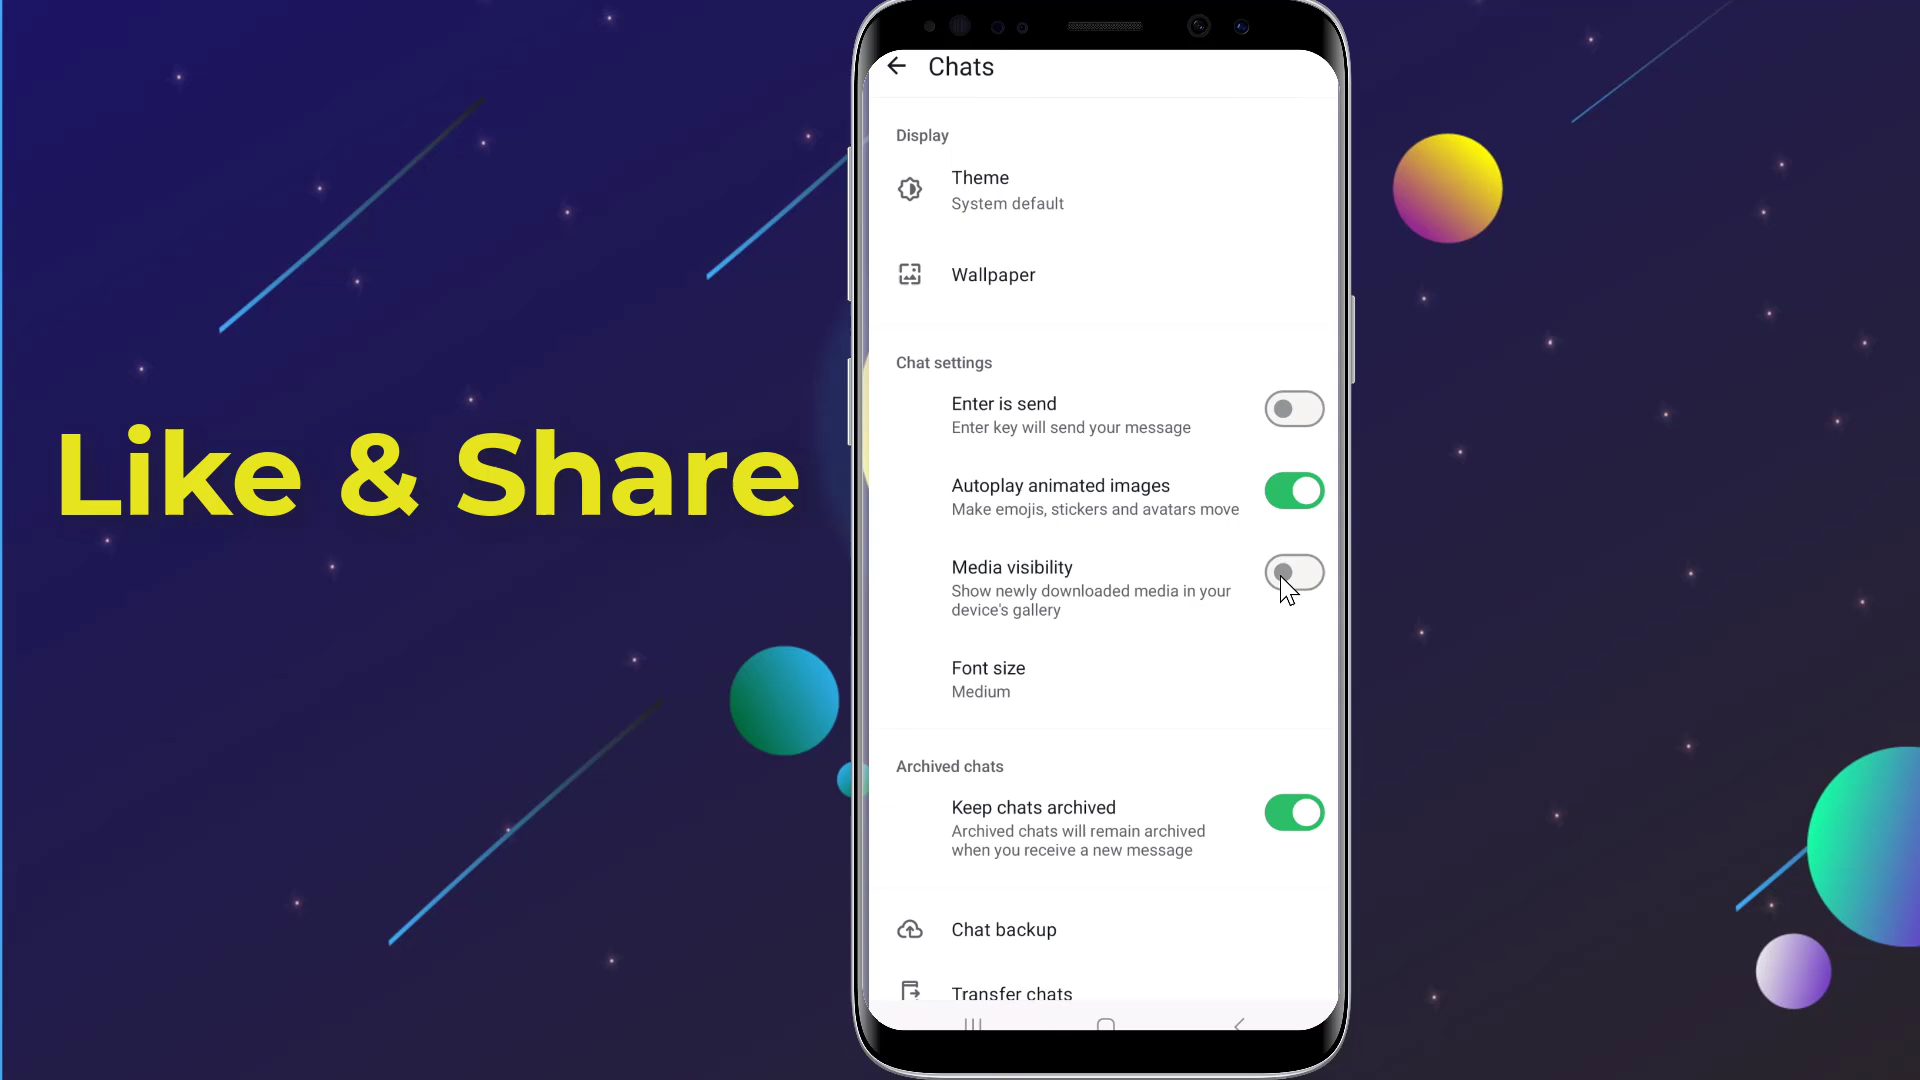 Chats
Display
Theme
System default
Wallpaper
Chat settings
Enter is send
Enter key will send your message
Like & Share
Autoplay animated images
Make emojis, stickers and avatars move
Media visibility
Show newly downloaded media in your
device's gallery
Font size
Medium
Archived chats
Keep chats archived
Archived chats will remain archived
when you receive a new message
Chat backup
Transfer chats